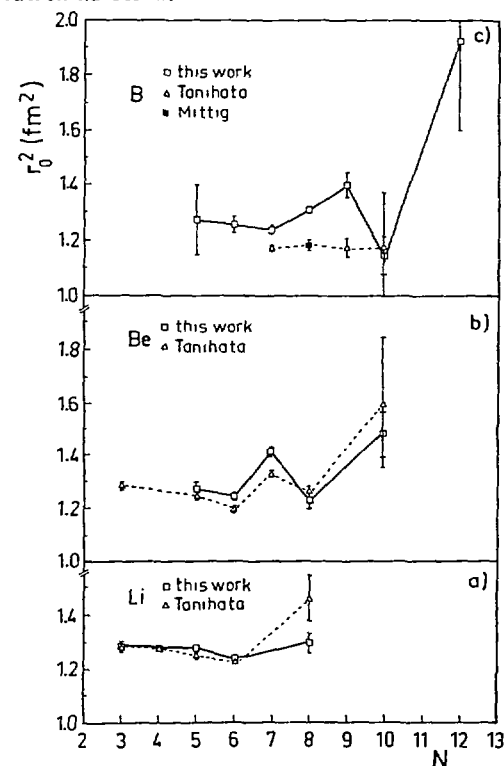 2.0
c)
□ this work
B △ Tanihata
■ Mittig
r₀² (fm²)
1.8
1.6
1.4
1.2
1.0
b)
□ this work
Be △ Tanihata
1.8
1.6
1.4
1.2
1.0
a)
□ this work
Li △ Tanihata
1.4
1.2
1.0
2 3 4 5 6 7 8 9 10 11 12 13
N